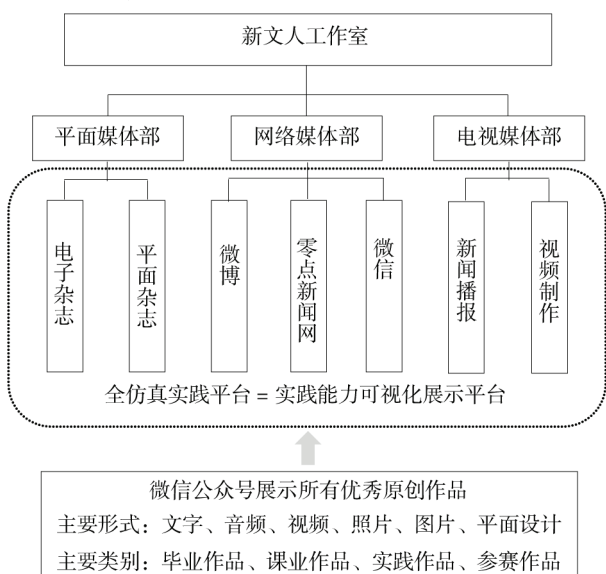 新文人工作室
平面媒体部
网络媒体部
电视媒体部
电子杂志
平面杂志
微博
零点新闻网
微信
新闻播报
视频制作
全仿真实践平台 = 实践能力可视化展示平台
微信公众号展示所有优秀原创作品
主要形式：文字、音频、视频、照片、图片、平面设计
主要类别：毕业作品、课业作品、实践作品、参赛作品